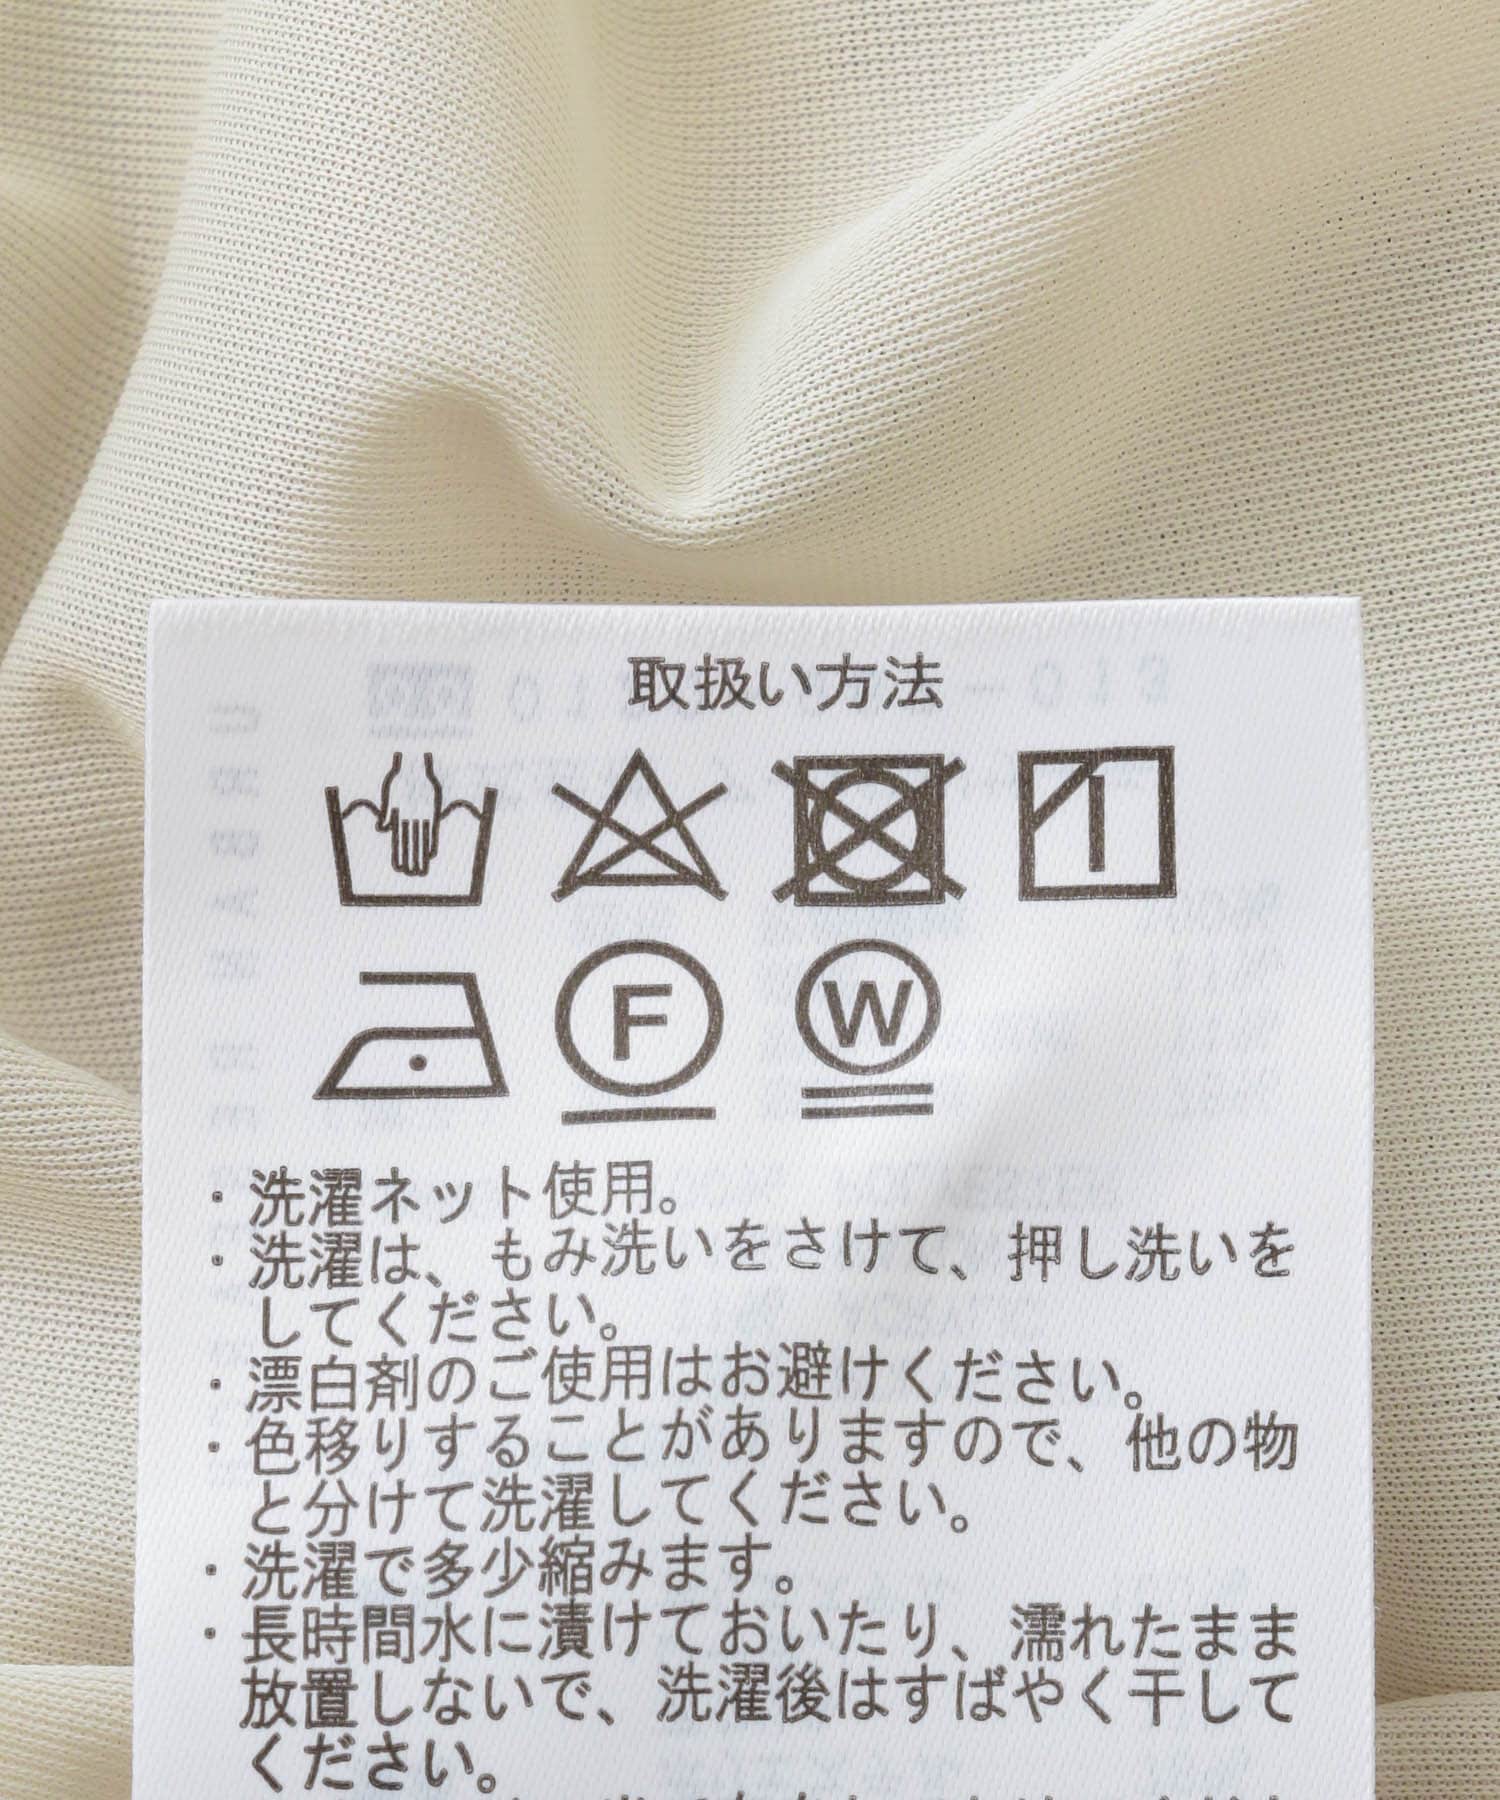 取扱い方法
F W
・洗濯ネット使用。
・洗濯は、もみ洗いをさけて、押し洗いを
してください。
・漂白剤のご使用はお避けください。
・色移りすることがありますので、他の物
と分けて洗濯してください。
・洗濯で多少縮みます。
・長時間水に漬けておいたり、濡れたまま
放置しないで、洗濯後はすばやく干して
ください。